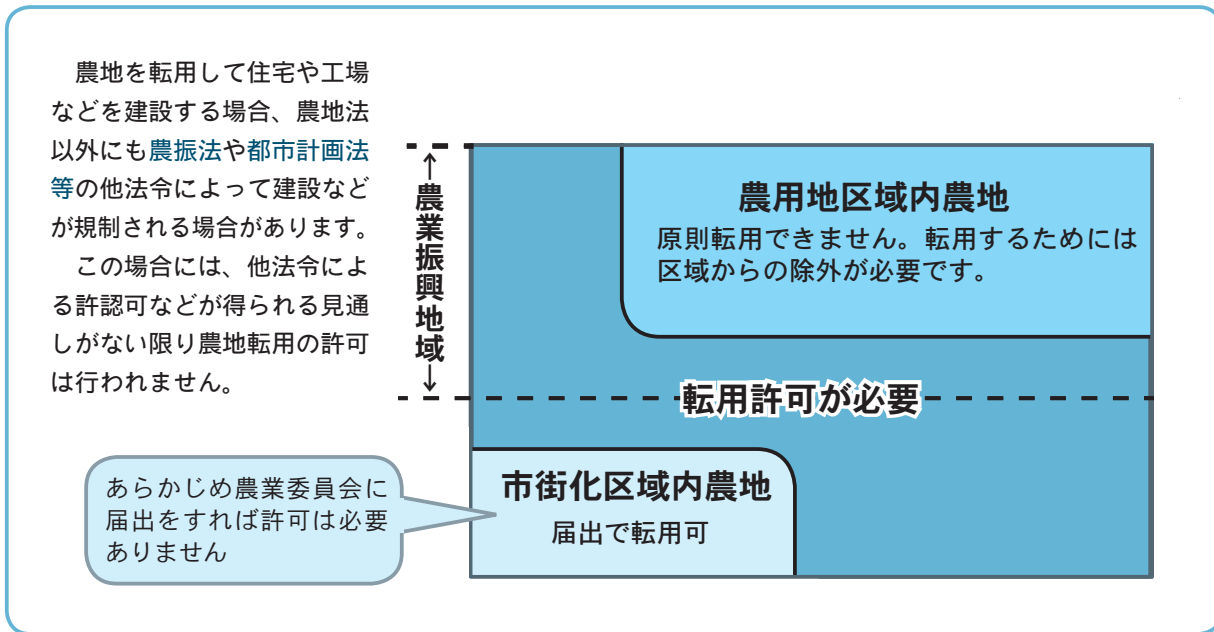 農地を転用して住宅や工場
などを建設する場合、農地法
以外にも農振法や都市計画法
等の他法令によって建設など
が規制される場合があります。
　この場合には、他法令によ
る許認可などが得られる見通
しがない限り農地転用の許可
は行われません。
↑農業振興地域↓
農用地区域内農地
原則転用できません。転用するためには
区域からの除外が必要です。
転用許可が必要
市街化区域内農地
届出で転用可
あらかじめ農業委員会に
届出をすれば許可は必要
ありません